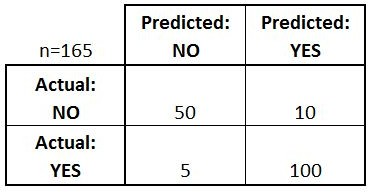 Predicted: Predicted:
n=165 NO YES
Actual:
NO 50 10
Actual:
YES 5 100